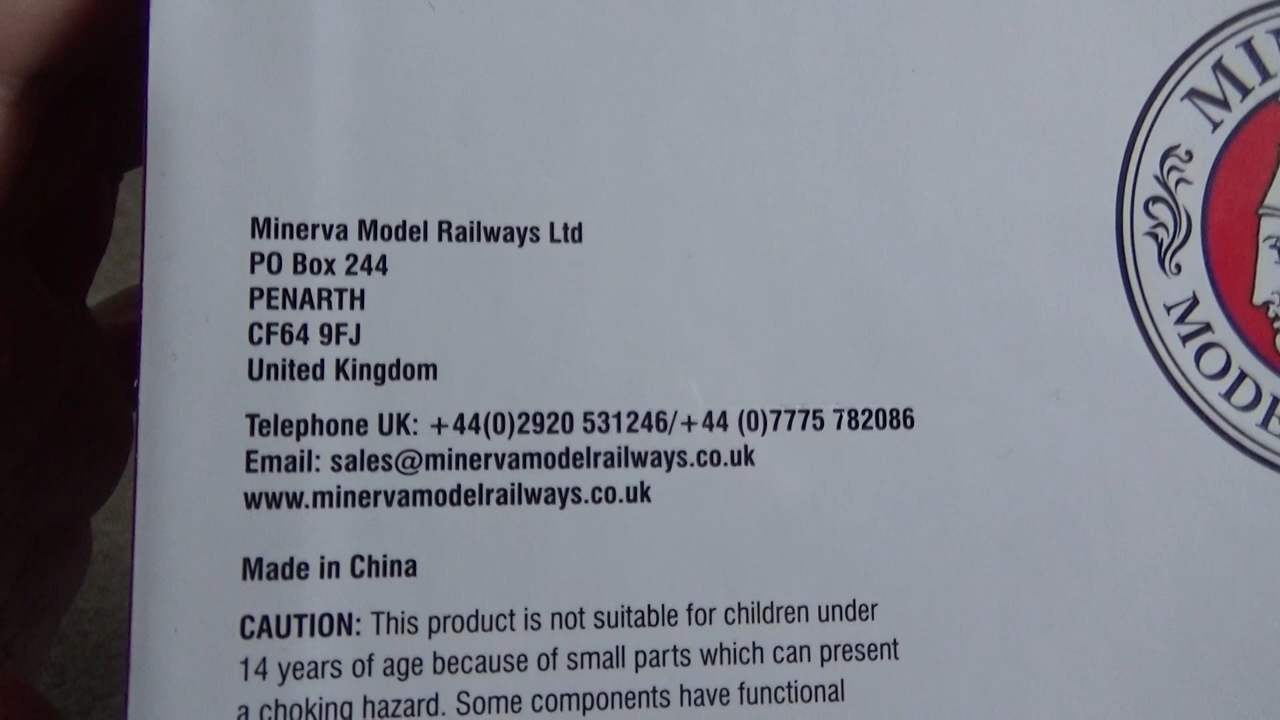 Minerva Model Railways Ltd
PO Box 244
PENARTH
CF64 9FJ
United Kingdom
Telephone UK: +44(0)2920 531246/+44 (0)7775 782086
Email: sales@minervamodelrailways.co.uk
www.minervamodelrailways.co.uk
Made in China
CAUTION: This product is not suitable for children under
14 years of age because of small parts which can present
a choking hazard. Some components have functional